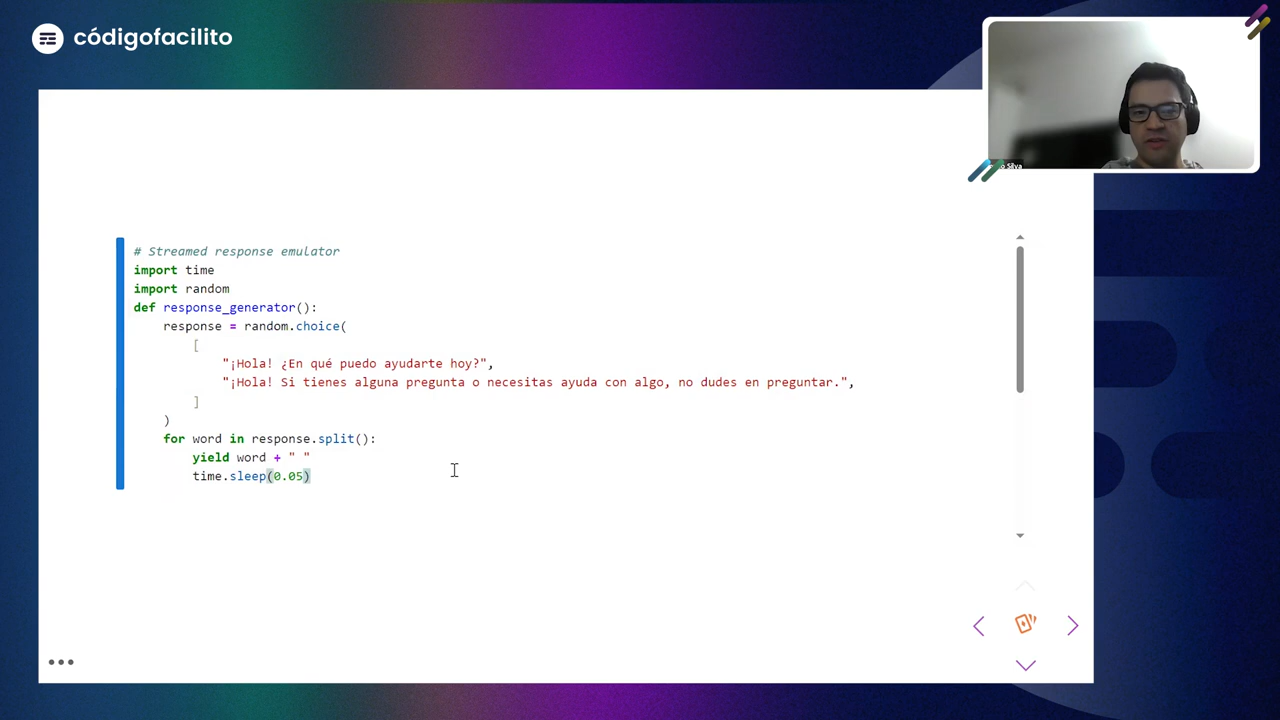 códigofacilito
Silva
# Streamed response emulator
import time
import random
def response_generator():
response = random.choice(
[
"¡Hola! ¿En qué puedo ayudarte hoy?",
"¡Hola! Si tienes alguna pregunta o necesitas ayuda con algo, no dudes en preguntar.",
]
)
for word in response.split():
yield word + " "
time.sleep(0.05)